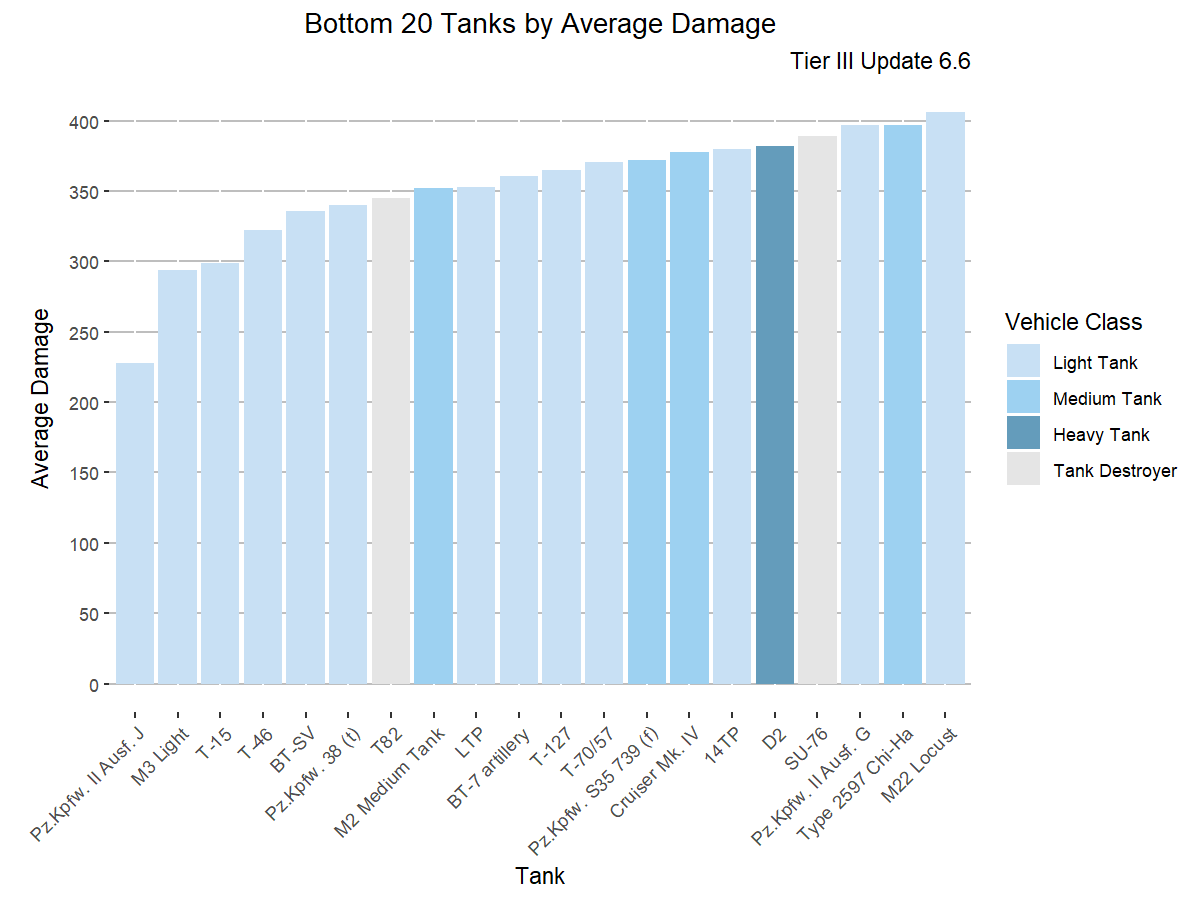 Bottom 20 Tanks by Average Damage
Tier III Update 6.6
Average Damage
400
350
300
250
200
150
100
50
0
Pz.Kpfw. II Ausf. J
M3 Light
T-15
T-46
BT-SV
Pz.Kpfw. 38 (t)
T82
M2 Medium Tank
LTP
BT-7 artillery
T-127
T-70/57
Pz.Kpfw. S35 739 (f)
Cruiser Mk. IV
14TP
D2
SU-76
Pz.Kpfw. II Ausf. G
Type 2597 Chi-Ha
M22 Locust
Tank
Vehicle Class
Light Tank
Medium Tank
Heavy Tank
Tank Destroyer